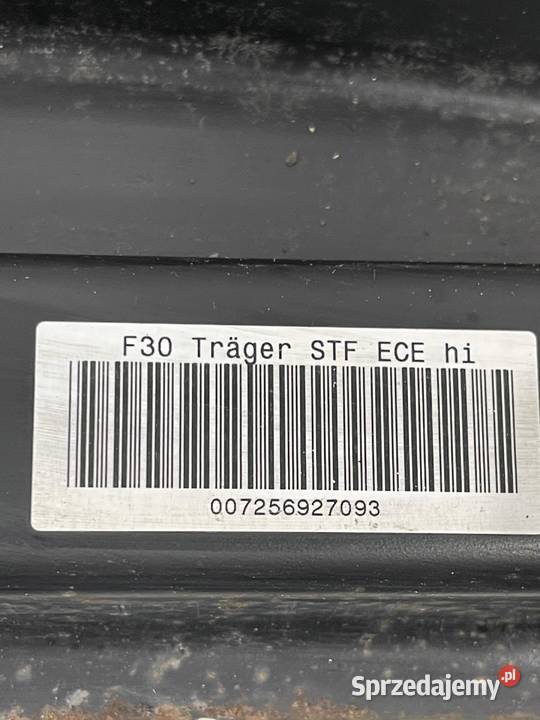 F30 Träger STF ECE hi
007256927093
Sprzedajemy.pl